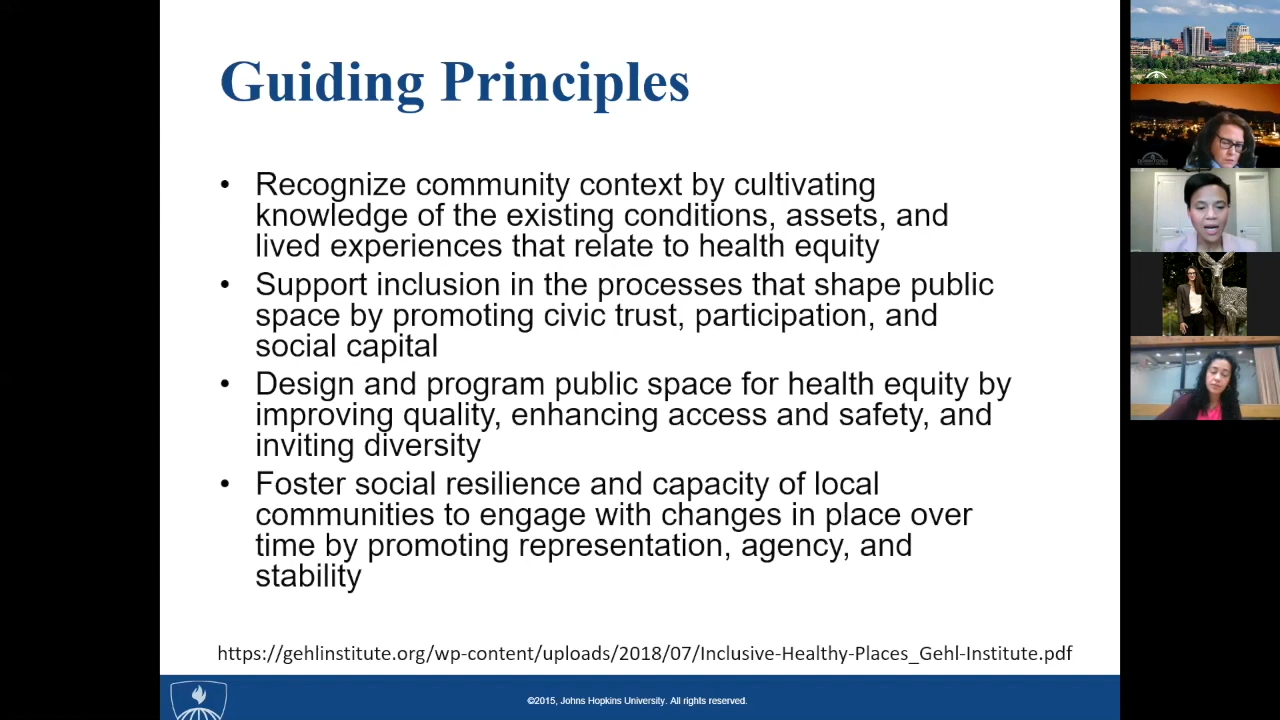 Guiding Principles
• Recognize community context by cultivating
knowledge of the existing conditions, assets, and
lived experiences that relate to health equity
• Support inclusion in the processes that shape public
space by promoting civic trust, participation, and
social capital
• Design and program public space for health equity by
improving quality, enhancing access and safety, and
inviting diversity
• Foster social resilience and capacity of local
communities to engage with changes in place over
time by promoting representation, agency, and
stability
https://gehlinstitute.org/wp-content/uploads/2018/07/Inclusive-Healthy-Places_Gehl-Institute.pdf
©2015, Johns Hopkins University. All rights reserved.